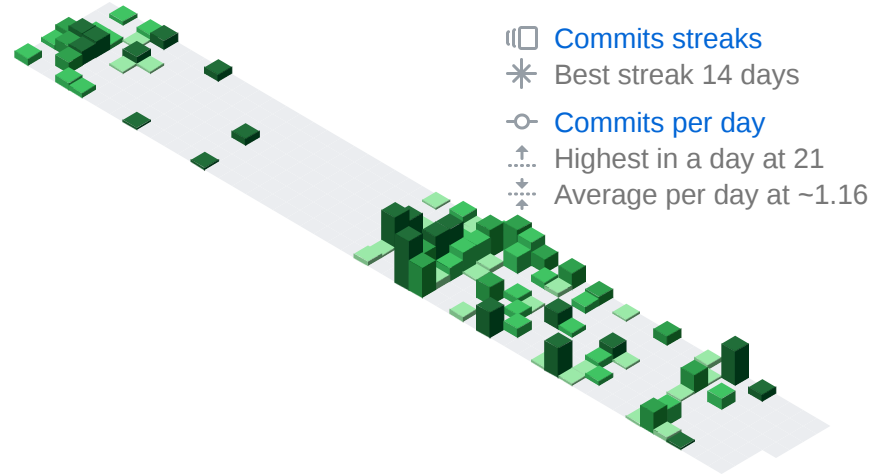 Commits streaks
Best streak 14 days
Commits per day
Highest in a day at 21
Average per day at ~1.16